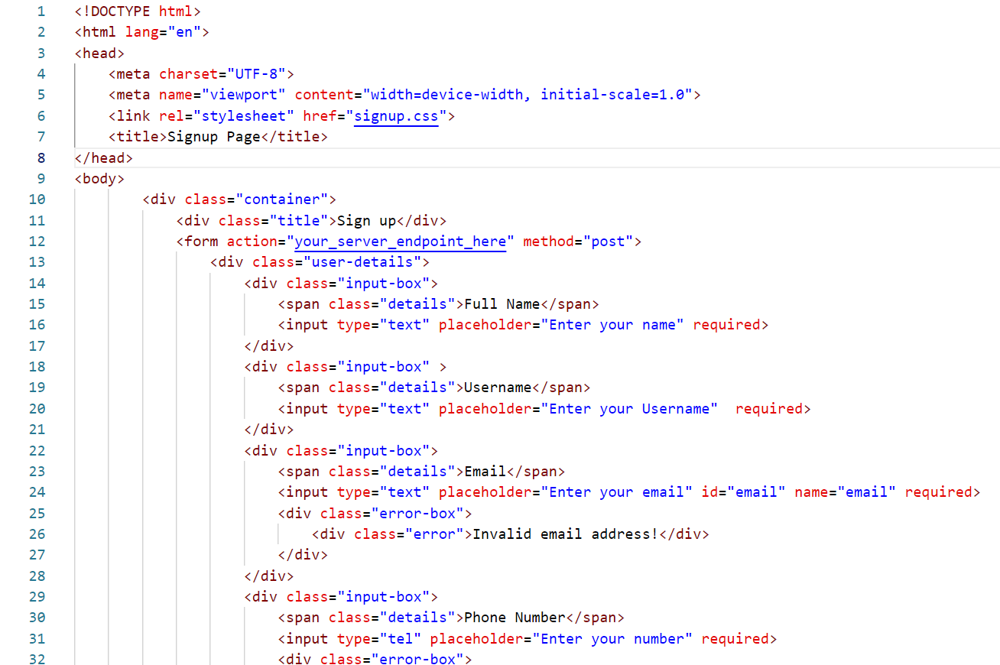 1 <!DOCTYPE html>
2 <html lang="en">
3 <head>
4     <meta charset="UTF-8">
5     <meta name="viewport" content="width=device-width, initial-scale=1.0">
6     <link rel="stylesheet" href="signup.css">
7     <title>Signup Page</title>
8 </head>
9 <body>
10         <div class="container">
11             <div class="title">Sign up</div>
12             <form action="your_server_endpoint_here" method="post">
13                 <div class="user-details">
14                     <div class="input-box">
15                         <span class="details">Full Name</span>
16                         <input type="text" placeholder="Enter your name" required>
17                     </div>
18                     <div class="input-box" >
19                         <span class="details">Username</span>
20                         <input type="text" placeholder="Enter your Username"  required>
21                     </div>
22                     <div class="input-box">
23                         <span class="details">Email</span>
24                         <input type="text" placeholder="Enter your email" id="email" name="email" required>
25                         <div class="error-box">
26                             <div class="error">Invalid email address!</div>
27                         </div>
28                     </div>
29                     <div class="input-box">
30                         <span class="details">Phone Number</span>
31                         <input type="tel" placeholder="Enter your number" required>
32                         <div class="error-box">